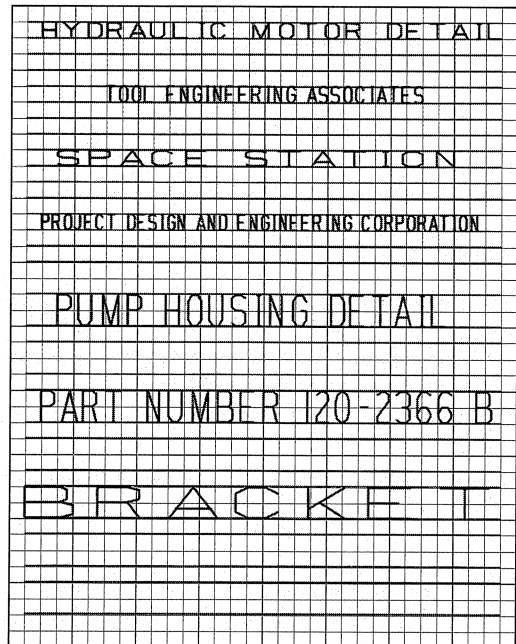 HYDRAULIC MOTOR DETAIL
TOOL ENGINEERING ASSOCIATES
SPACE STATION
PROJECT DESIGN AND ENGINEERING CORPORATION
PUMP HOUSING DETAIL
PART NUMBER 120-2366 B
BRACKET